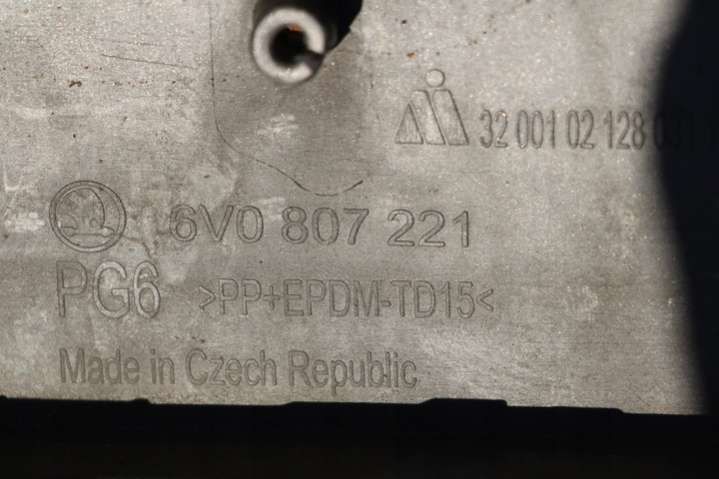 32 001 02 128
6V0 807 221
PG6 >PP+EPDM-TD15<
Made in Czech Republic